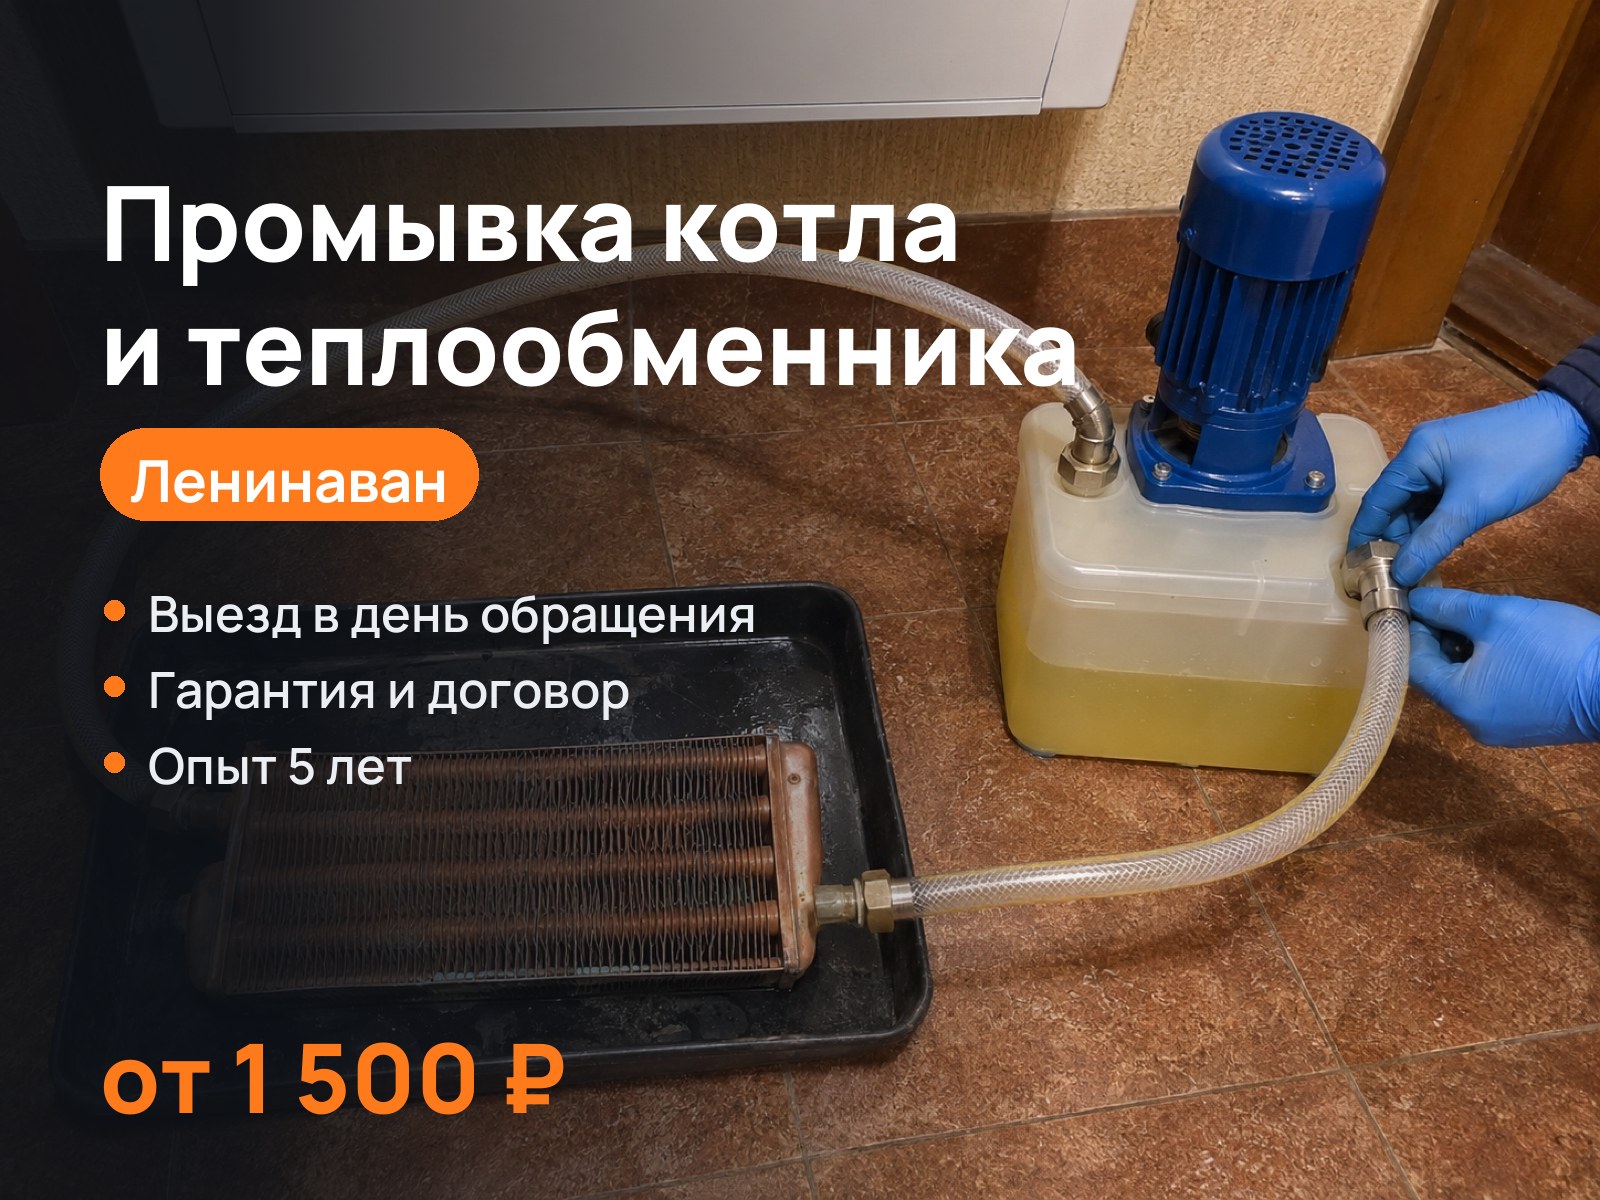 Промывка котла
и теплообменника
Ленинаван
Выезд в день обращения
Гарантия и договор
Опыт 5 лет
от 1 500 ₽